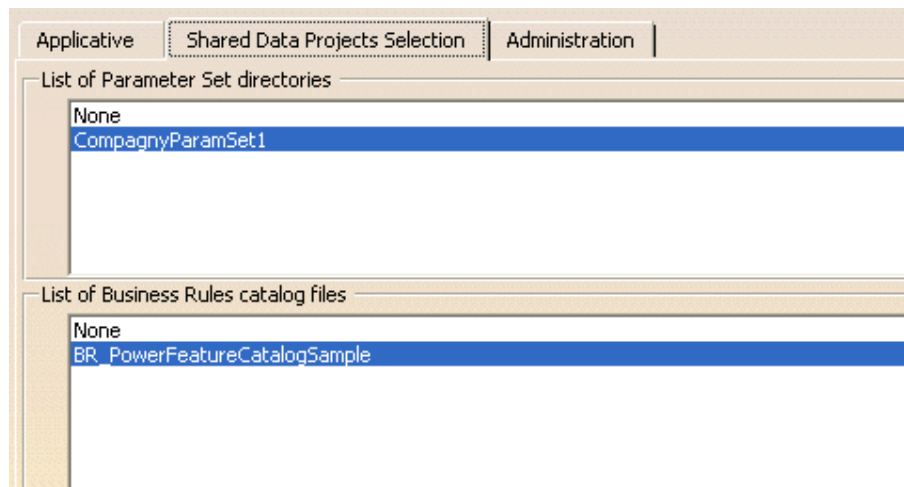 Applicative Shared Data Projects Selection Administration
List of Parameter Set directories
None
CompagnyParamSet1
List of Business Rules catalog files
None
BR_PowerFeatureCatalogSample